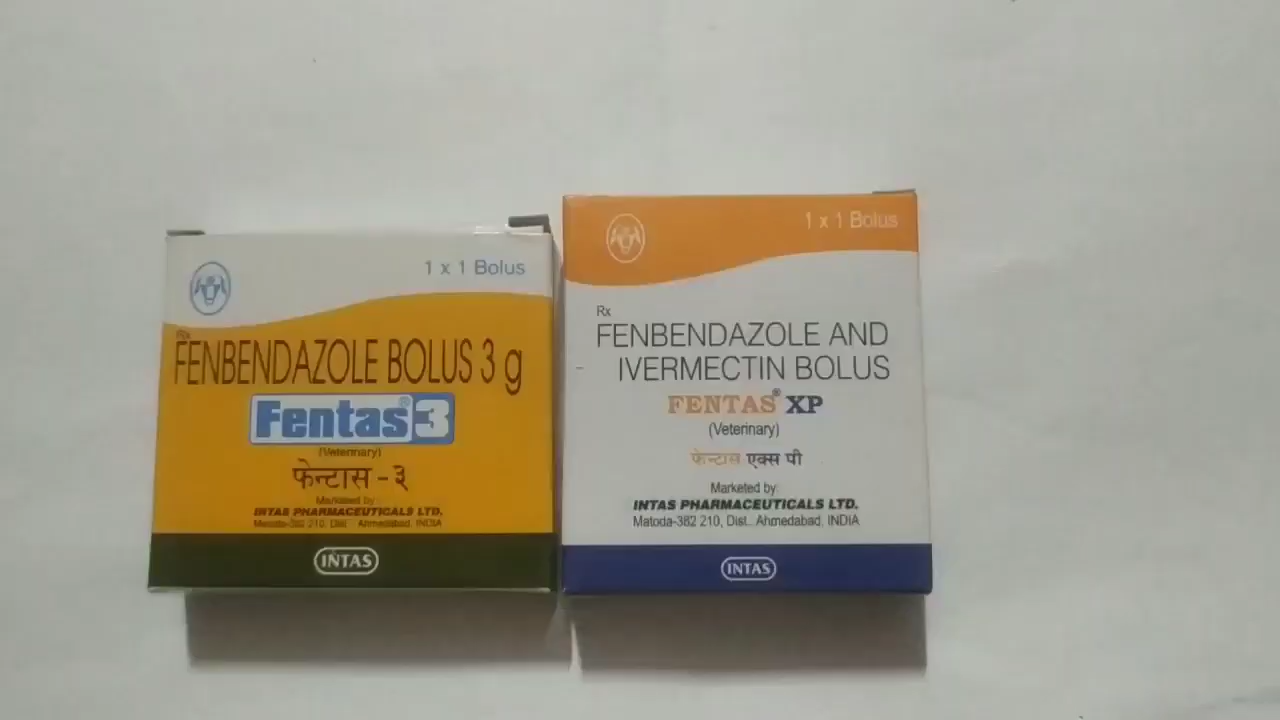 1 x 1 Bolus
Rx
FENBENDAZOLE BOLUS 3 g
Fentas® 3
(Veterinary)
फेन्टास - ३
Marketed by:
INTAS PHARMACEUTICALS LTD.
Matoda-382 210, Dist. Ahmedabad, INDIA
INTAS
1 x 1 Bolus
Rx
FENBENDAZOLE AND
IVERMECTIN BOLUS
FENTAS® XP
(Veterinary)
फेन्टास एक्स पी
Marketed by:
INTAS PHARMACEUTICALS LTD.
Matoda-382 210, Dist. Ahmedabad, INDIA
INTAS